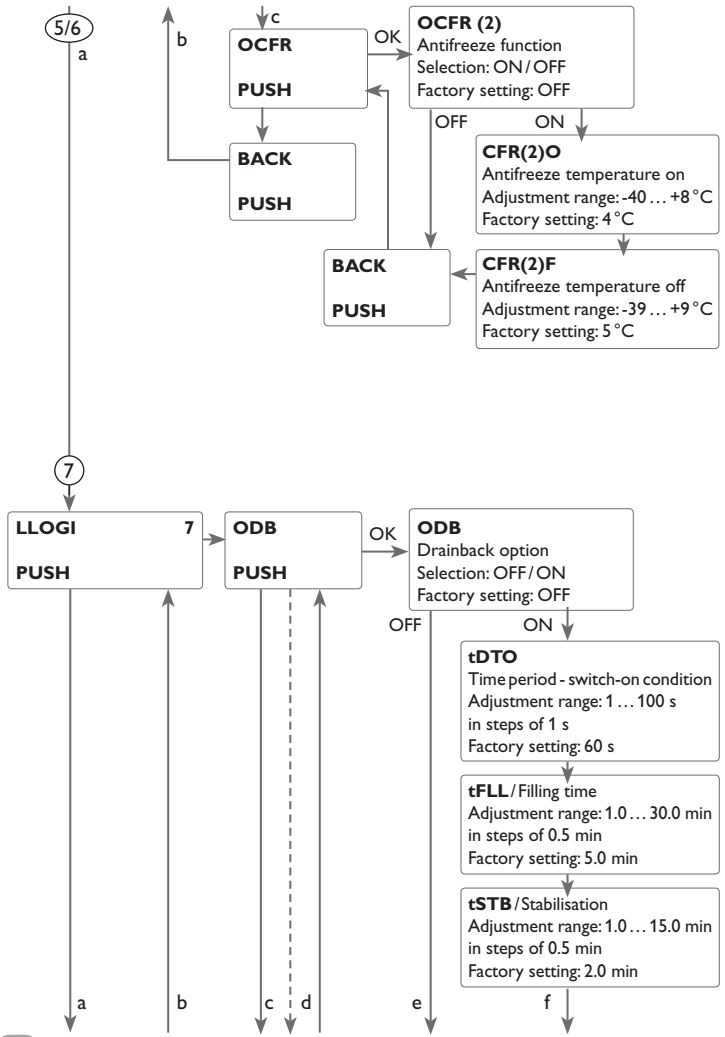 5/6
a
b
c
OCFR
PUSH
OK
OCFR (2)
Antifreeze function
Selection: ON / OFF
Factory setting: OFF
OFF
ON
BACK
PUSH
CFR(2)O
Antifreeze temperature on
Adjustment range: -40 … +8 °C
Factory setting: 4 °C
BACK
PUSH
CFR(2)F
Antifreeze temperature off
Adjustment range: -39 … +9 °C
Factory setting: 5 °C
7
LLOGI 7
PUSH
ODB
PUSH
OK
ODB
Drainback option
Selection: OFF / ON
Factory setting: OFF
OFF
ON
tDTO
Time period - switch-on condition
Adjustment range: 1 … 100 s
in steps of 1 s
Factory setting: 60 s
tFLL / Filling time
Adjustment range: 1.0 … 30.0 min
in steps of 0.5 min
Factory setting: 5.0 min
tSTB / Stabilisation
Adjustment range: 1.0 … 15.0 min
in steps of 0.5 min
Factory setting: 2.0 min
a
b
c
d
e
f